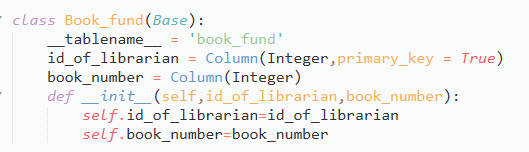 class Book_fund(Base):
    __tablename__ = 'book_fund'
    id_of_librarian = Column(Integer,primary_key = True)
    book_number = Column(Integer)
    def __init__(self,id_of_librarian,book_number):
        self.id_of_librarian=id_of_librarian
        self.book_number=book_number